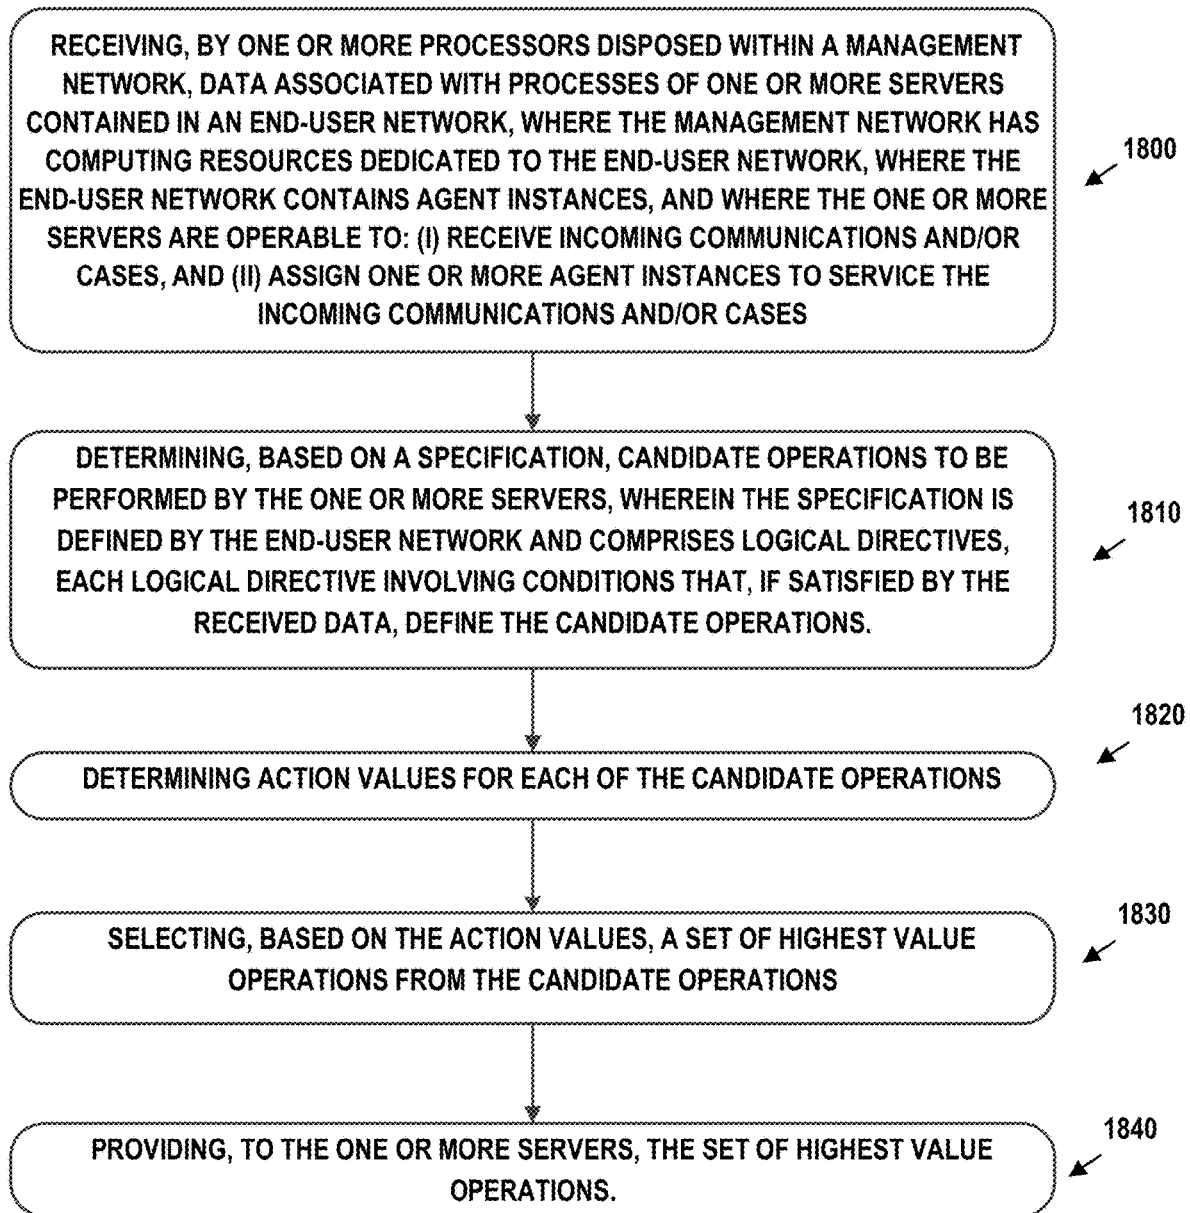 RECEIVING, BY ONE OR MORE PROCESSORS DISPOSED WITHIN A MANAGEMENT
NETWORK, DATA ASSOCIATED WITH PROCESSES OF ONE OR MORE SERVERS
CONTAINED IN AN END-USER NETWORK, WHERE THE MANAGEMENT NETWORK HAS
COMPUTING RESOURCES DEDICATED TO THE END-USER NETWORK, WHERE THE
END-USER NETWORK CONTAINS AGENT INSTANCES, AND WHERE THE ONE OR MORE
SERVERS ARE OPERABLE TO: (I) RECEIVE INCOMING COMMUNICATIONS AND/OR
CASES, AND (II) ASSIGN ONE OR MORE AGENT INSTANCES TO SERVICE THE
INCOMING COMMUNICATIONS AND/OR CASES
1800
DETERMINING, BASED ON A SPECIFICATION, CANDIDATE OPERATIONS TO BE
PERFORMED BY THE ONE OR MORE SERVERS, WHEREIN THE SPECIFICATION IS
DEFINED BY THE END-USER NETWORK AND COMPRISES LOGICAL DIRECTIVES,
EACH LOGICAL DIRECTIVE INVOLVING CONDITIONS THAT, IF SATISFIED BY THE
RECEIVED DATA, DEFINE THE CANDIDATE OPERATIONS.
1810
DETERMINING ACTION VALUES FOR EACH OF THE CANDIDATE OPERATIONS
1820
SELECTING, BASED ON THE ACTION VALUES, A SET OF HIGHEST VALUE
OPERATIONS FROM THE CANDIDATE OPERATIONS
1830
PROVIDING, TO THE ONE OR MORE SERVERS, THE SET OF HIGHEST VALUE
OPERATIONS.
1840